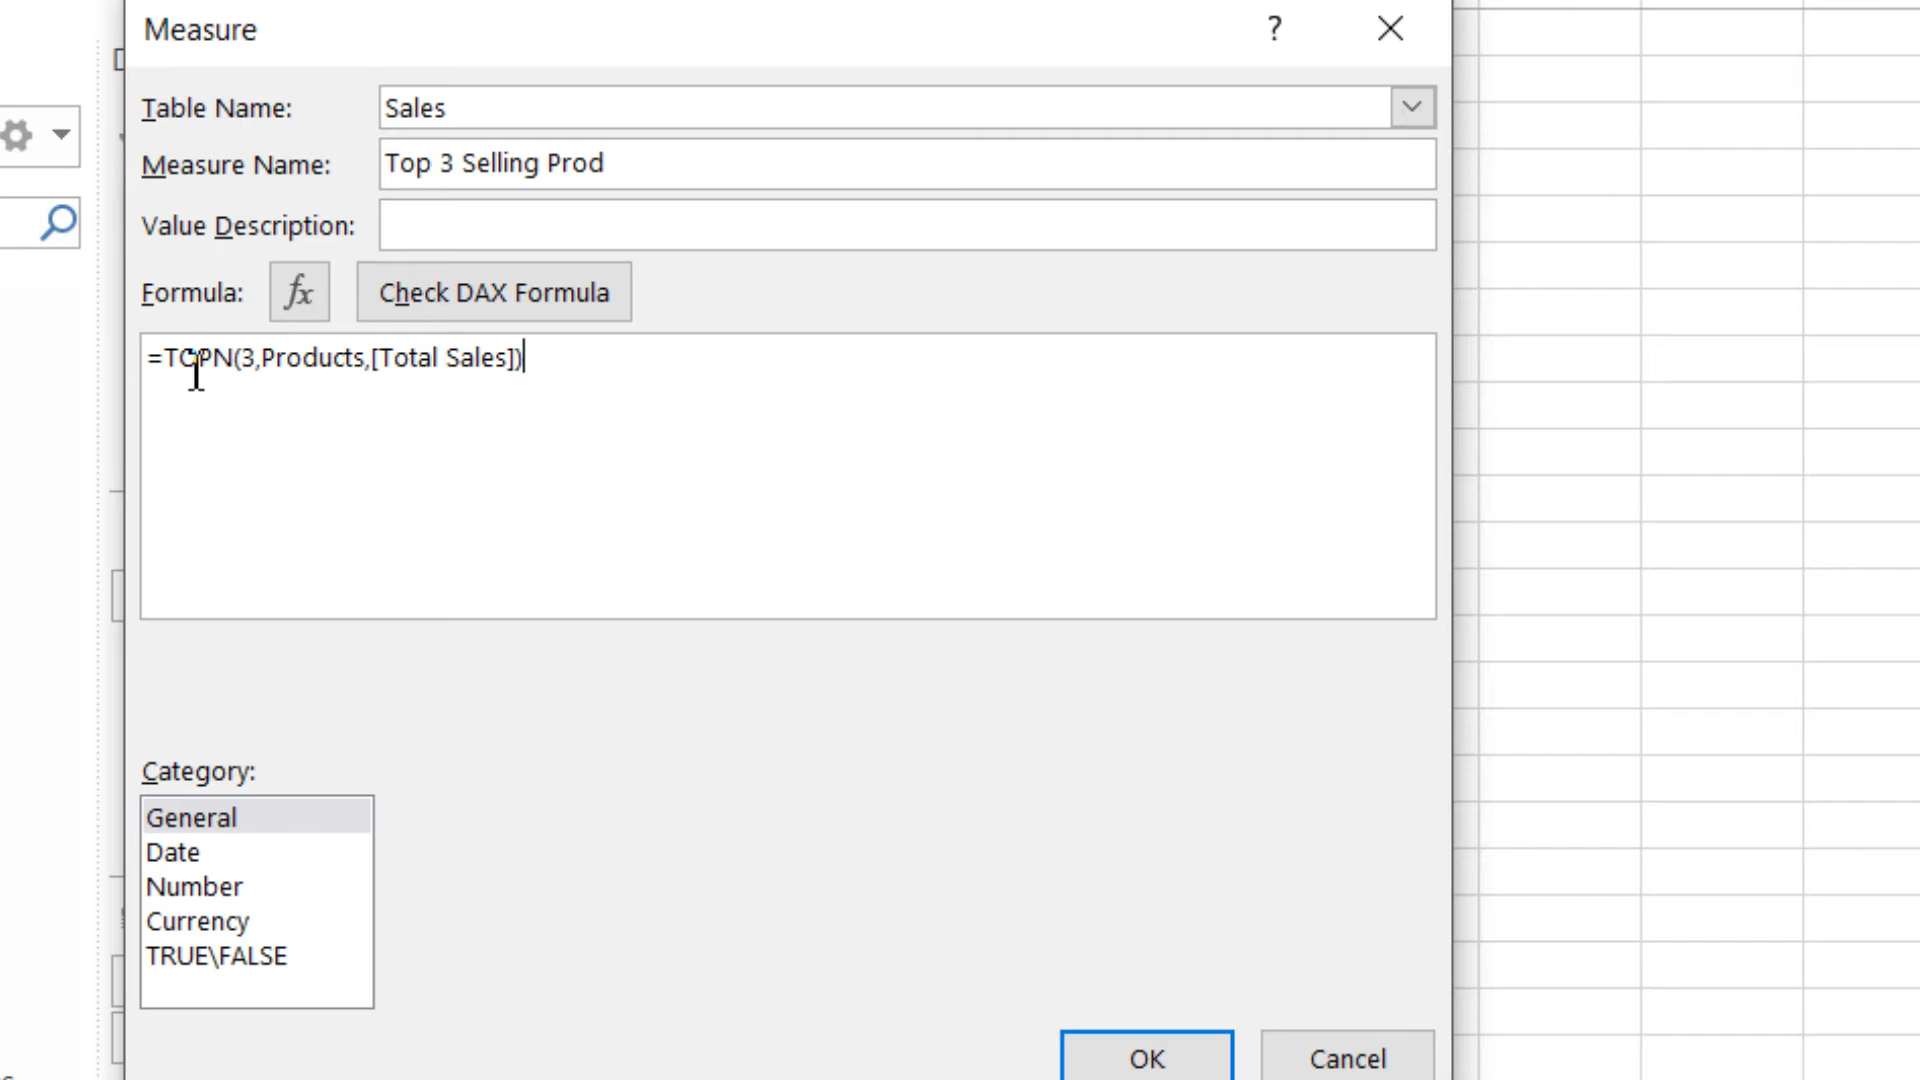 Measure
?
Table Name: Sales
Measure Name: Top 3 Selling Prod
Value Description:
Formula: fx Check DAX Formula
=TOPN(3,Products,[Total Sales])
Category:
General
Date
Number
Currency
TRUE\FALSE
OK Cancel